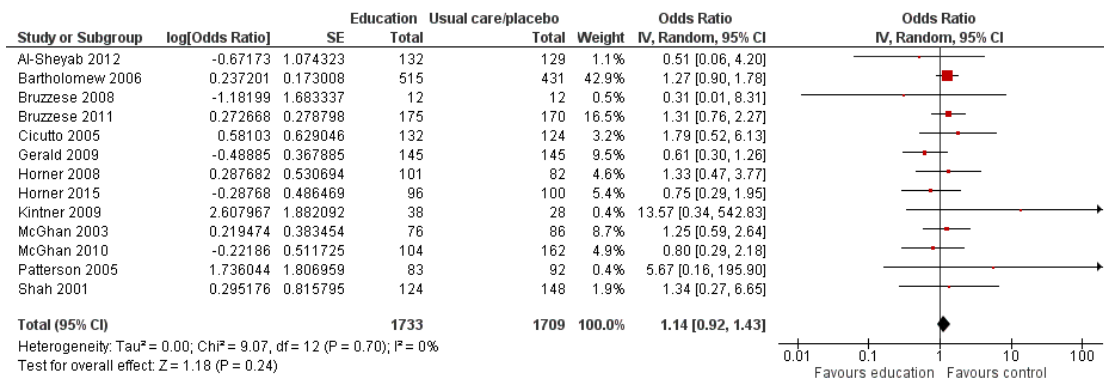 Education Usual care/placebo Odds Ratio Odds Ratio
Study or Subgroup log[Odds Ratio] SE Total Total Weight IV, Random, 95% CI IV, Random, 95% CI
Al-Sheyab 2012 -0.67173 1.074323 132 129 1.1% 0.51 [0.06, 4.20]
Bartholomew 2006 0.237201 0.173008 515 431 42.9% 1.27 [0.90, 1.78]
Bruzzese 2008 -1.18199 1.683337 12 12 0.5% 0.31 [0.01, 8.31]
Bruzzese 2011 0.272668 0.278798 175 170 16.5% 1.31 [0.76, 2.27]
Cicutto 2005 0.58103 0.629046 132 124 3.2% 1.79 [0.52, 6.13]
Gerald 2009 -0.48885 0.367885 145 145 9.5% 0.61 [0.30, 1.26]
Horner 2008 0.287682 0.530694 101 82 4.6% 1.33 [0.47, 3.77]
Horner 2015 -0.28768 0.486469 96 100 5.4% 0.75 [0.29, 1.95]
Kintner 2009 2.607967 1.882092 38 28 0.4% 13.57 [0.34, 542.83]
McGhan 2003 0.219474 0.383454 76 86 8.7% 1.25 [0.59, 2.64]
McGhan 2010 -0.22186 0.511725 104 162 4.9% 0.80 [0.29, 2.18]
Patterson 2005 1.736044 1.806959 83 92 0.4% 5.67 [0.16, 195.90]
Shah 2001 0.295176 0.815795 124 148 1.9% 1.34 [0.27, 6.65]
Total (95% CI) 1733 1709 100.0% 1.14 [0.92, 1.43]
Heterogeneity: Tau² = 0.00; Chi² = 9.07, df = 12 (P = 0.70); I² = 0%
Test for overall effect: Z = 1.18 (P = 0.24)
0.01 0.1 1 10 100
Favours education Favours control